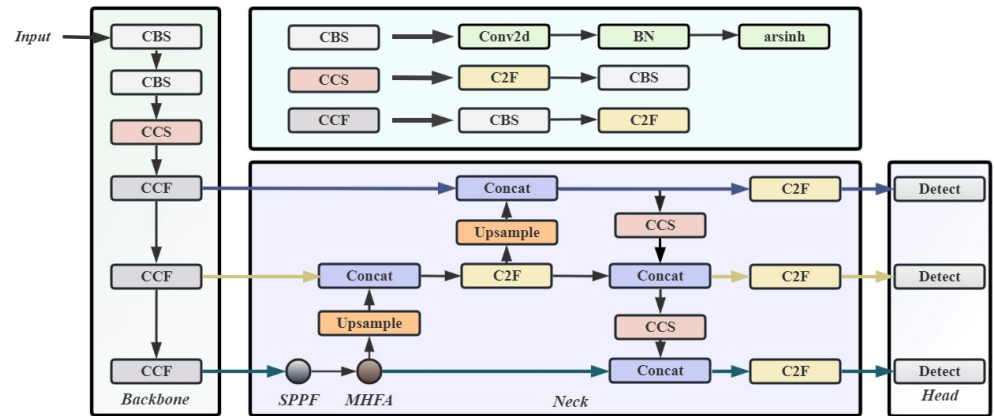 Input
CBS
CBS
CCS
CCF
CCF
CCF
Backbone
CBS Conv2d BN arsinh
CCS C2F CBS
CCF CBS C2F
Concat C2F
CCS
Upsample
Concat C2F Concat C2F
Upsample
CCS
Concat C2F
SPPF MHFA Neck
Detect
Detect
Detect
Head